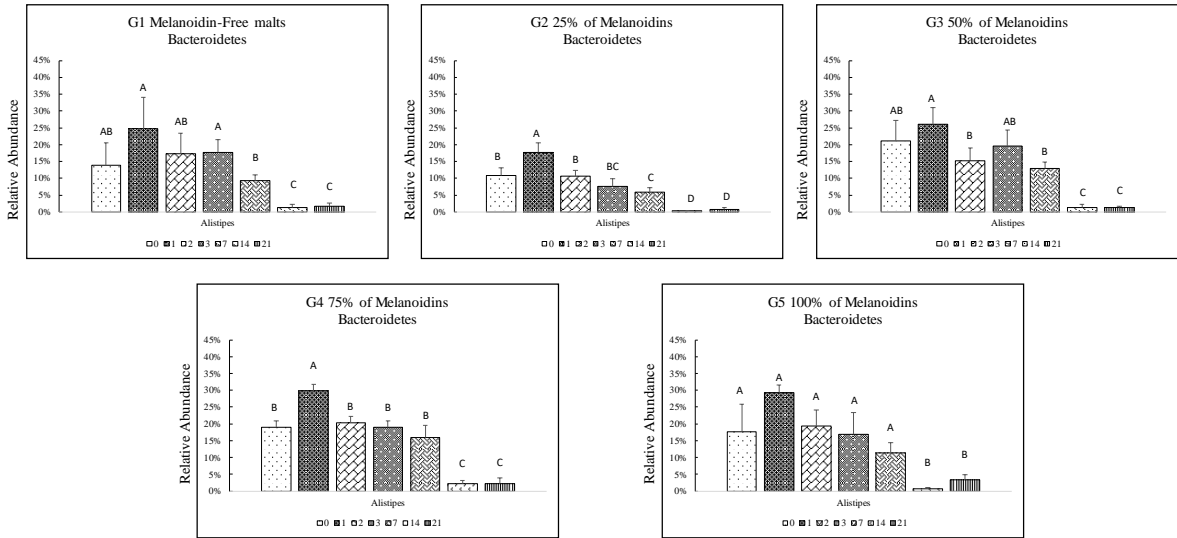 G1 Melanoidin-Free malts
Bacteroidetes
Relative Abundance
45%
40%
35%
30%
25%
20%
15%
10%
5%
0%
AB
A
AB
A
B
C
C
Alistipes
0 1 2 3 7 14 21
G2 25% of Melanoidins
Bacteroidetes
Relative Abundance
45%
40%
35%
30%
25%
20%
15%
10%
5%
0%
B
A
B
BC
C
D
D
Alistipes
0 1 2 3 7 14 21
G3 50% of Melanoidins
Bacteroidetes
Relative Abundance
45%
40%
35%
30%
25%
20%
15%
10%
5%
0%
AB
A
B
AB
B
C
C
Alistipes
0 1 2 3 7 14 21
G4 75% of Melanoidins
Bacteroidetes
Relative Abundance
45%
40%
35%
30%
25%
20%
15%
10%
5%
0%
B
A
B
B
B
C
C
Alistipes
0 1 2 3 7 14 21
G5 100% of Melanoidins
Bacteroidetes
Relative Abundance
45%
40%
35%
30%
25%
20%
15%
10%
5%
0%
A
A
A
A
A
B
B
Alistipes
0 1 2 3 7 14 21